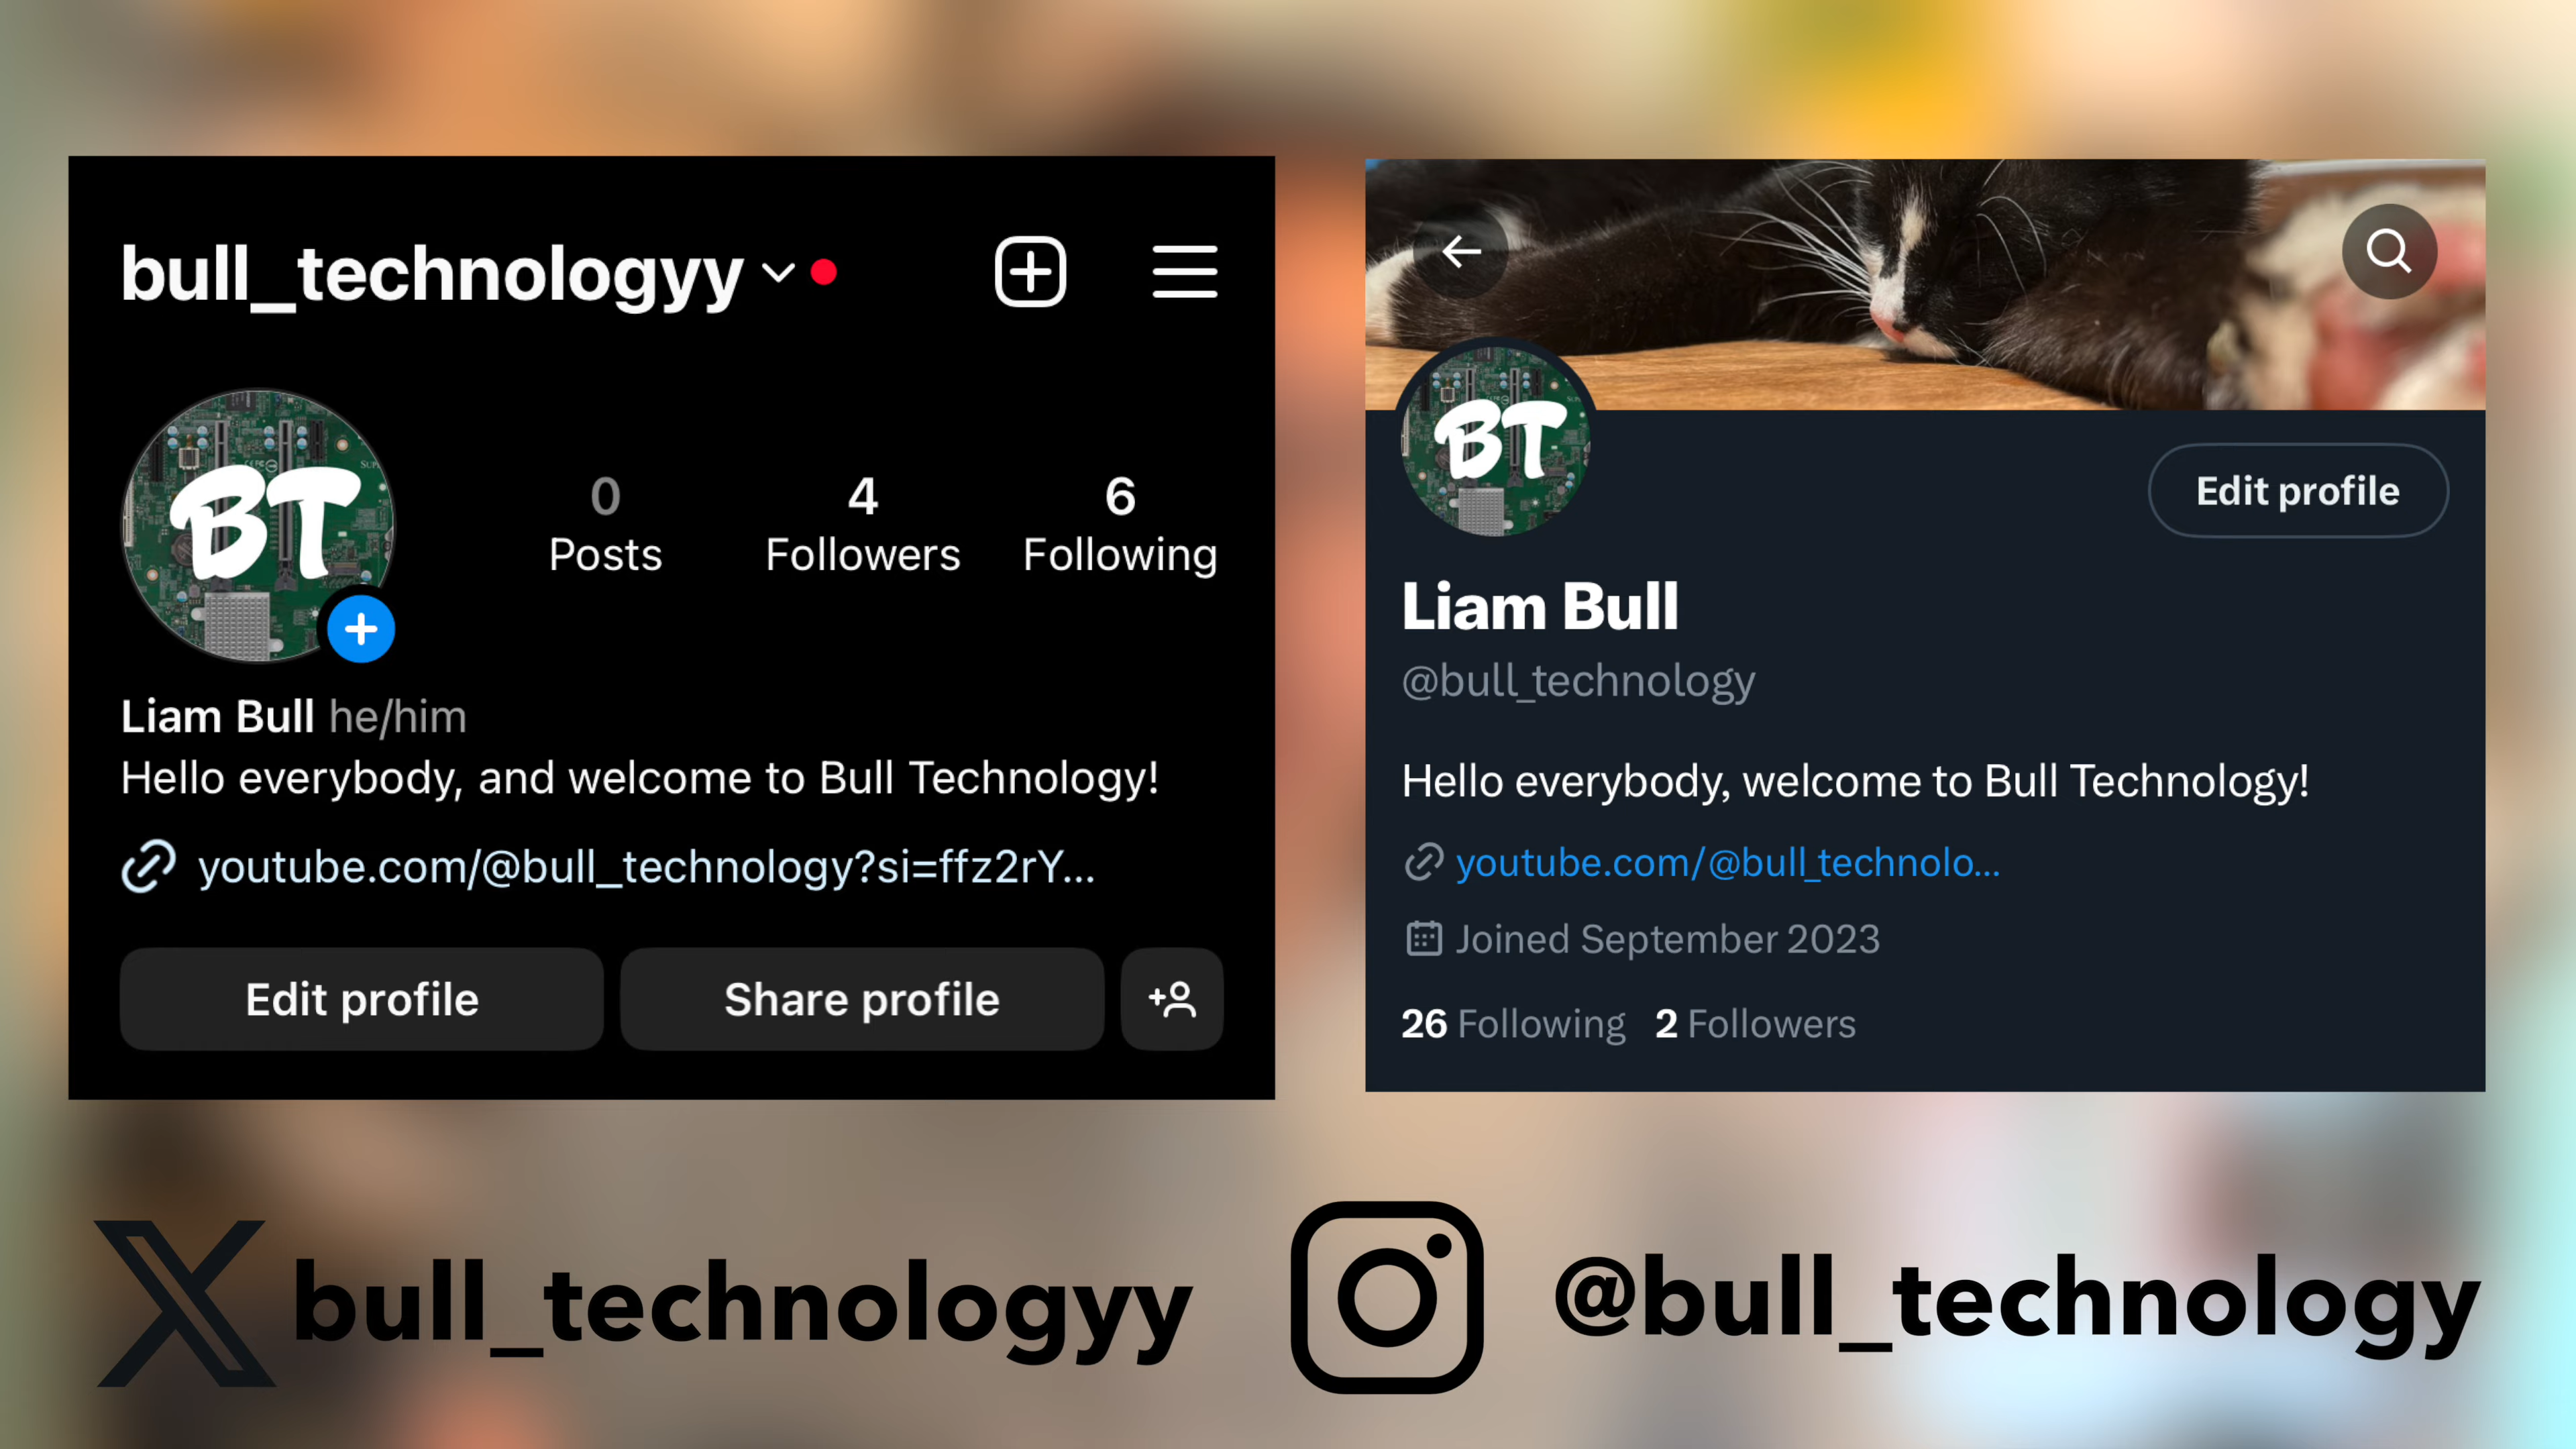 bull_technologyy
BT
0
Posts
4
Followers
6
Following
Liam Bull he/him
Hello everybody, and welcome to Bull Technology!
youtube.com/@bull_technology?si=ffz2rY...
Edit profile
Share profile
BT
Edit profile
Liam Bull
@bull_technology
Hello everybody, welcome to Bull Technology!
youtube.com/@bull_technolo...
Joined September 2023
26 Following 2 Followers
X bull_technologyy
@bull_technology